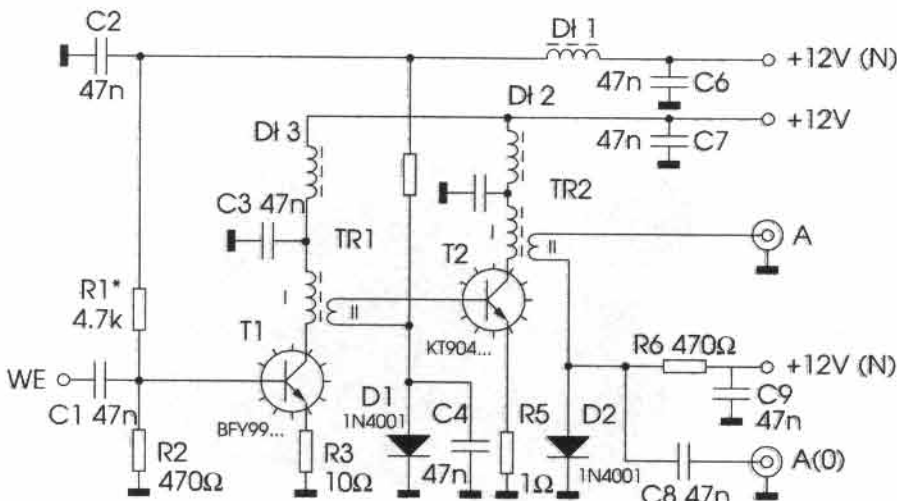 C2
47n
Dł 1
+12V (N)
47n C6
Dł 2
+12V
47n C7
Dł 3
C3 47n
TR1
TR2
A
I
II
I
II
T2
KT904...
R1*
4.7k
T1
WE
C1 47n
BFY99...
R2
470Ω
R3
10Ω
D1
1N4001
C4
47n
R5
1Ω
D2
1N4001
R6 470Ω
+12V (N)
C9
47n
A(0)
C8 47n